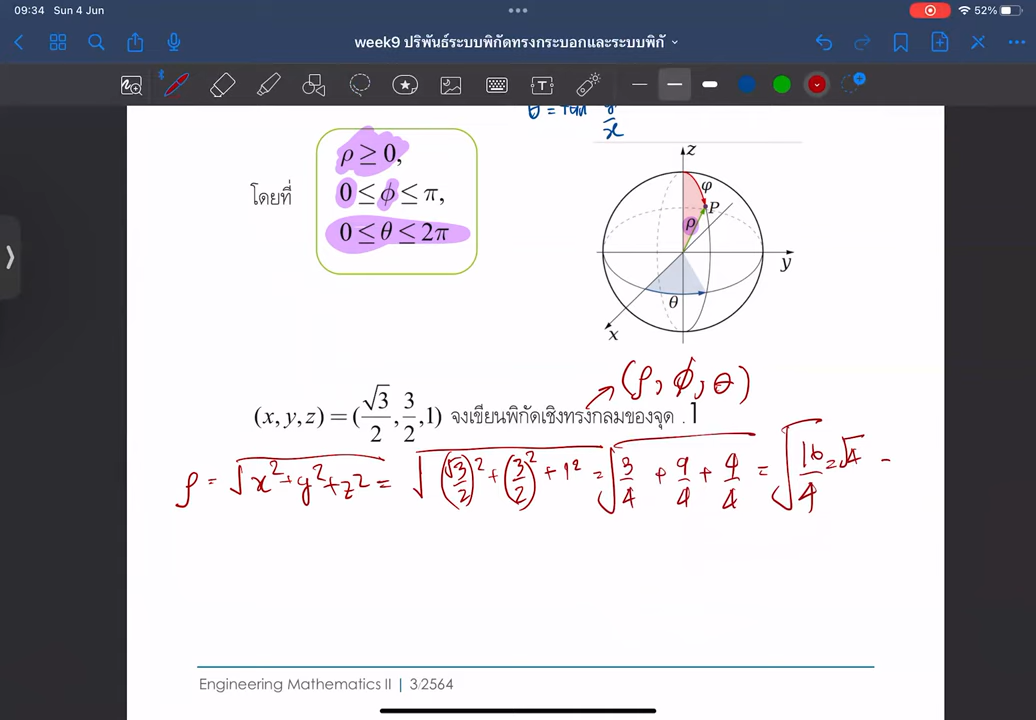 09:34 Sun 4 Jun
52%
week9 ปริพันธ์ระบบพิกัดทรงกระบอกและระบบพิกั
T
θ = tan y/x
ρ ≥ 0,
โดยที่ 0 ≤ ϕ ≤ π,
0 ≤ θ ≤ 2π
z
φ
P
ρ
y
θ
x
(ρ, ϕ, θ)
(x, y, z) = (√3/2, 3/2, 1) จงเขียนพิกัดเชิงทรงกลมของจุด .1
ρ = √(x² + y² + z²) = √((√3/2)² + (3/2)² + 1²) = √(3/4 + 9/4 + 4/4) = √(16/4) = √4 =
Engineering Mathematics II | 3/2564